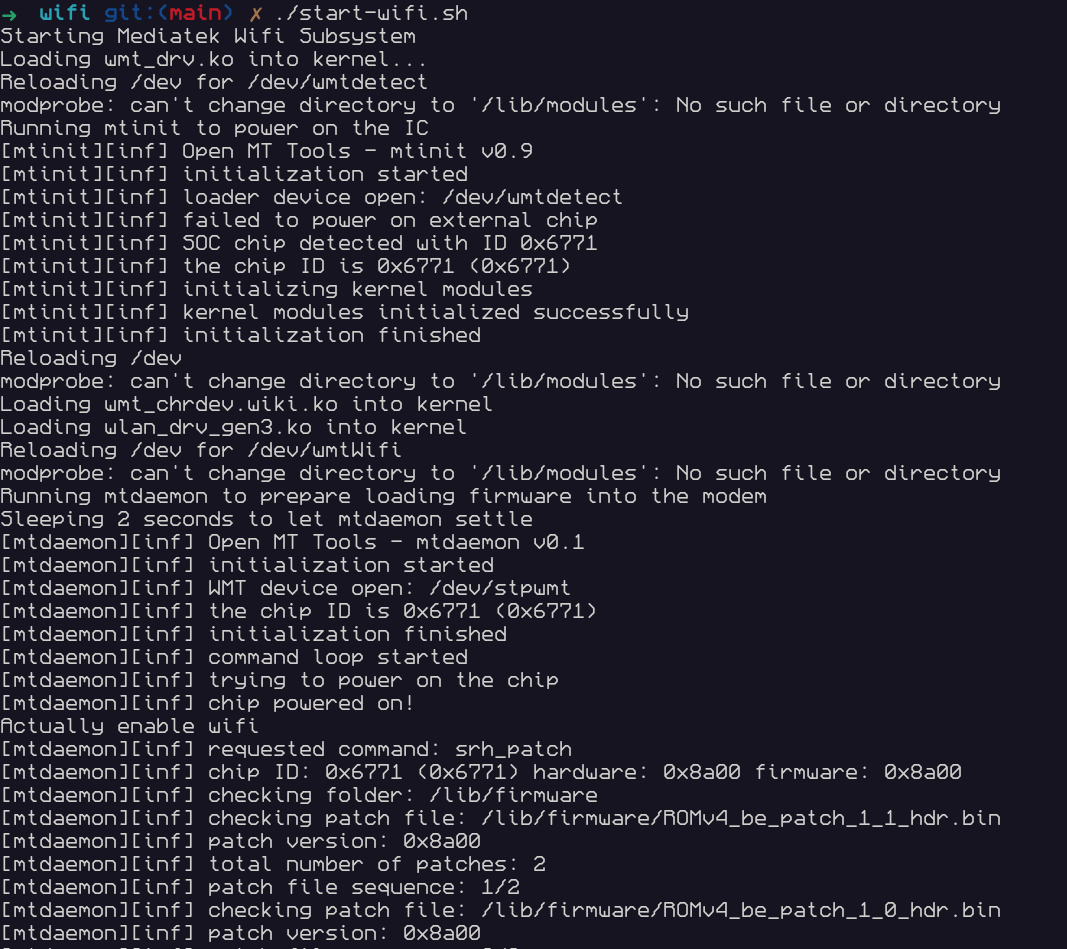 → wifi git:(main) ✗ ./start-wifi.sh
Starting Mediatek Wifi Subsystem
Loading wmt_drv.ko into kernel...
Reloading /dev for /dev/wmtdetect
modprobe: can't change directory to '/lib/modules': No such file or directory
Running mtinit to power on the IC
[mtinit][inf] Open MT Tools - mtinit v0.9
[mtinit][inf] initialization started
[mtinit][inf] loader device open: /dev/wmtdetect
[mtinit][inf] failed to power on external chip
[mtinit][inf] SOC chip detected with ID 0x6771
[mtinit][inf] the chip ID is 0x6771 (0x6771)
[mtinit][inf] initializing kernel modules
[mtinit][inf] kernel modules initialized successfully
[mtinit][inf] initialization finished
Reloading /dev
modprobe: can't change directory to '/lib/modules': No such file or directory
Loading wmt_chrdev.wiki.ko into kernel
Loading wlan_drv_gen3.ko into kernel
Reloading /dev for /dev/wmtWifi
modprobe: can't change directory to '/lib/modules': No such file or directory
Running mtdaemon to prepare loading firmware into the modem
Sleeping 2 seconds to let mtdaemon settle
[mtdaemon][inf] Open MT Tools - mtdaemon v0.1
[mtdaemon][inf] initialization started
[mtdaemon][inf] WMT device open: /dev/stpwmt
[mtdaemon][inf] the chip ID is 0x6771 (0x6771)
[mtdaemon][inf] initialization finished
[mtdaemon][inf] command loop started
[mtdaemon][inf] trying to power on the chip
[mtdaemon][inf] chip powered on!
Actually enable wifi
[mtdaemon][inf] requested command: srh_patch
[mtdaemon][inf] chip ID: 0x6771 (0x6771) hardware: 0x8a00 firmware: 0x8a00
[mtdaemon][inf] checking folder: /lib/firmware
[mtdaemon][inf] checking patch file: /lib/firmware/ROMv4_be_patch_1_1_hdr.bin
[mtdaemon][inf] patch version: 0x8a00
[mtdaemon][inf] total number of patches: 2
[mtdaemon][inf] patch file sequence: 1/2
[mtdaemon][inf] checking patch file: /lib/firmware/ROMv4_be_patch_1_0_hdr.bin
[mtdaemon][inf] patch version: 0x8a00